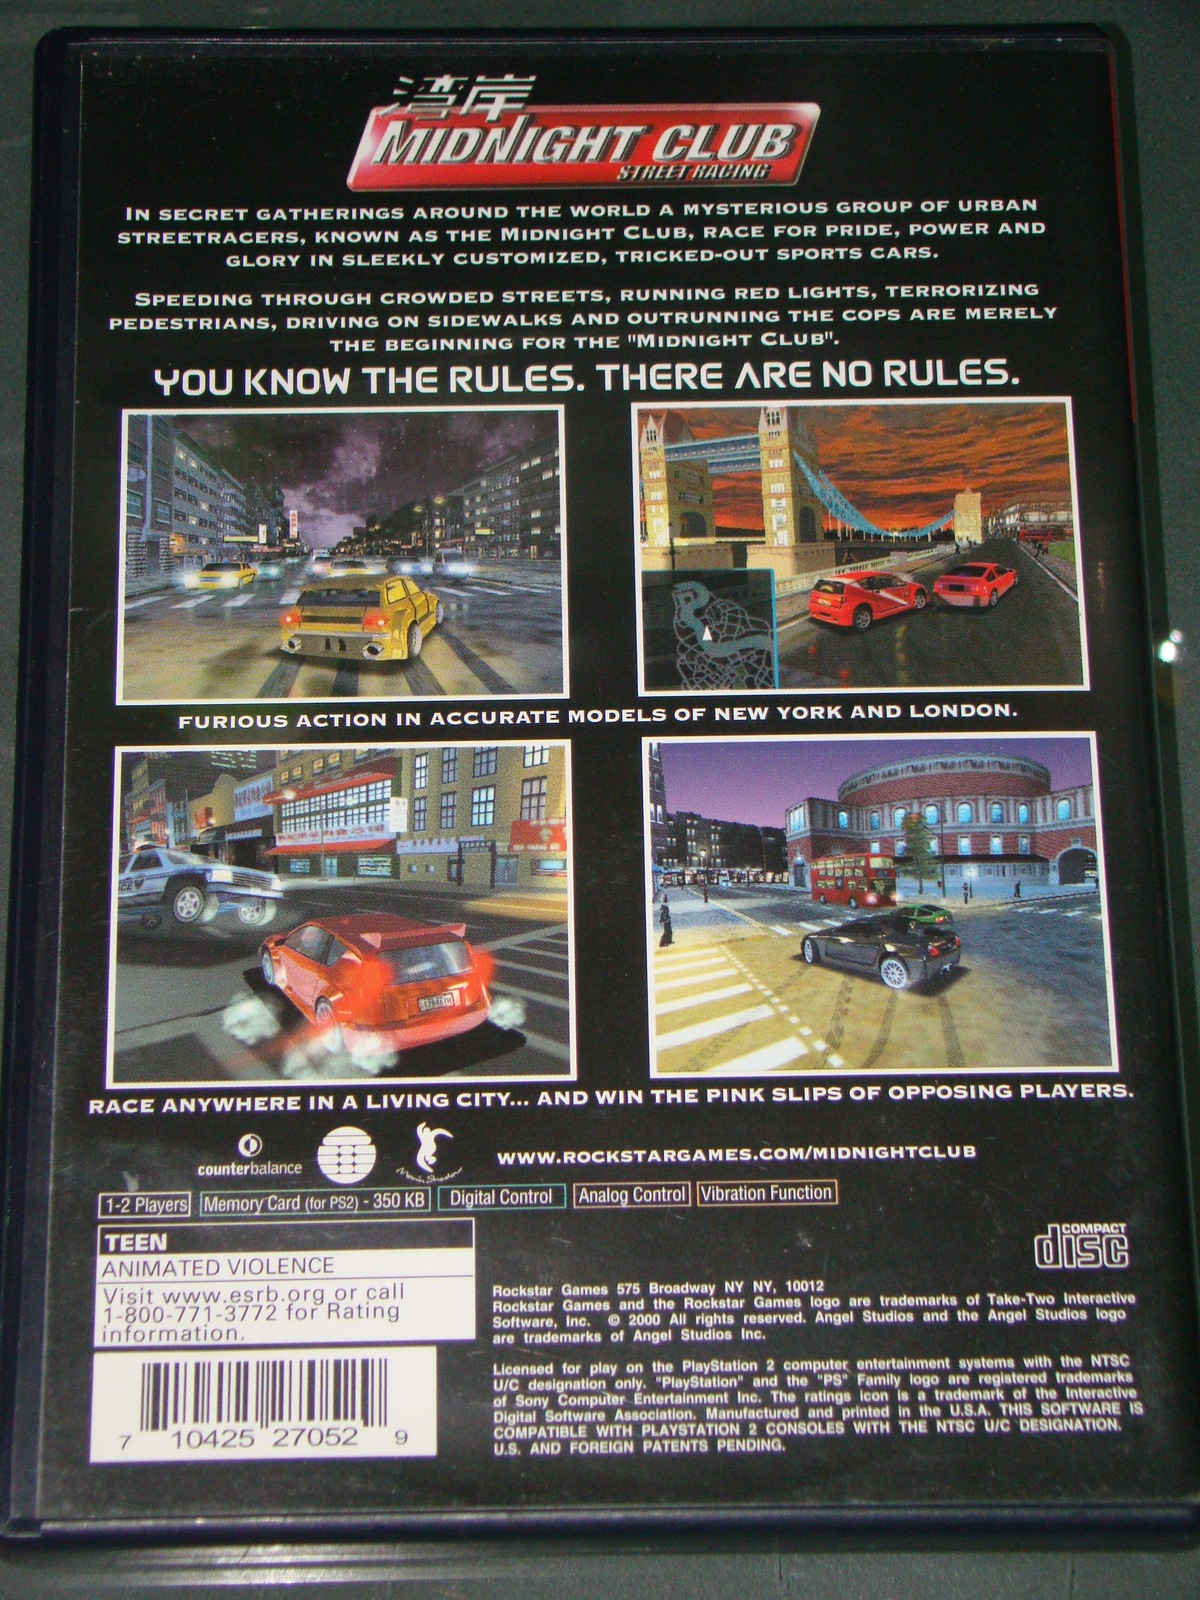 湾岸
MIDNIGHT CLUB
STREET RACING
IN SECRET GATHERINGS AROUND THE WORLD A MYSTERIOUS GROUP OF URBAN
STREETRACERS, KNOWN AS THE MIDNIGHT CLUB, RACE FOR PRIDE, POWER AND
GLORY IN SLEEKLY CUSTOMIZED, TRICKED-OUT SPORTS CARS.
SPEEDING THROUGH CROWDED STREETS, RUNNING RED LIGHTS, TERRORIZING
PEDESTRIANS, DRIVING ON SIDEWALKS AND OUTRUNNING THE COPS ARE MERELY
THE BEGINNING FOR THE "MIDNIGHT CLUB".
YOU KNOW THE RULES. THERE ARE NO RULES.
FURIOUS ACTION IN ACCURATE MODELS OF NEW YORK AND LONDON.
RACE ANYWHERE IN A LIVING CITY... AND WIN THE PINK SLIPS OF OPPOSING PLAYERS.
counterbalance
Movin Shadow
WWW.ROCKSTARGAMES.COM/MIDNIGHTCLUB
1-2 Players Memory Card (for PS2) - 350 KB Digital Control Analog Control Vibration Function
TEEN
ANIMATED VIOLENCE
Visit www.esrb.org or call
1-800-771-3772 for Rating
information.
COMPACT
disc
Rockstar Games 575 Broadway NY NY, 10012
Rockstar Games and the Rockstar Games logo are trademarks of Take-Two Interactive
Software, Inc. © 2000 All rights reserved. Angel Studios and the Angel Studios logo
are trademarks of Angel Studios Inc.
Licensed for play on the PlayStation 2 computer entertainment systems with the NTSC
U/C designation only. "PlayStation" and the "PS" Family logo are registered trademarks
of Sony Computer Entertainment Inc. The ratings icon is a trademark of the Interactive
Digital Software Association. Manufactured and printed in the U.S.A. THIS SOFTWARE IS
COMPATIBLE WITH PLAYSTATION 2 CONSOLES WITH THE NTSC U/C DESIGNATION.
U.S. AND FOREIGN PATENTS PENDING.
7 10425 27052 9